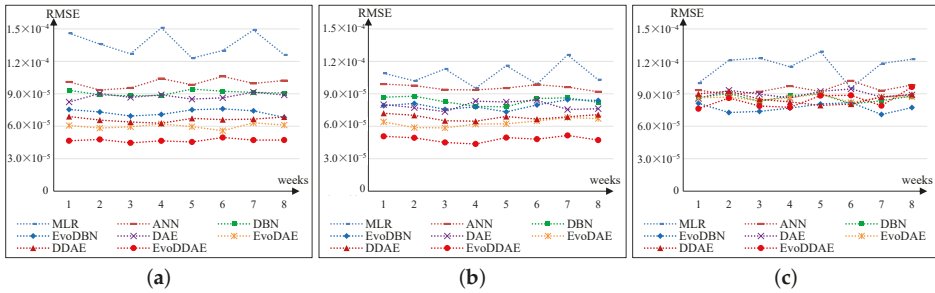 RMSE
1.5×10⁻⁴
1.2×10⁻⁴
9.0×10⁻⁵
6.0×10⁻⁵
3.0×10⁻⁵
0
weeks
1 2 3 4 5 6 7 8
MLR ANN DBN
EvoDBN DAE EvoDAE
DDAE EvoDDAE
(a)
RMSE
1.5×10⁻⁴
1.2×10⁻⁴
9.0×10⁻⁵
6.0×10⁻⁵
3.0×10⁻⁵
0
weeks
1 2 3 4 5 6 7 8
MLR ANN DBN
EvoDBN DAE EvoDAE
DDAE EvoDDAE
(b)
RMSE
1.5×10⁻⁴
1.2×10⁻⁴
9.0×10⁻⁵
6.0×10⁻⁵
3.0×10⁻⁵
0
weeks
1 2 3 4 5 6 7 8
MLR ANN DBN
EvoDBN DAE EvoDAE
DDAE EvoDDAE
(c)